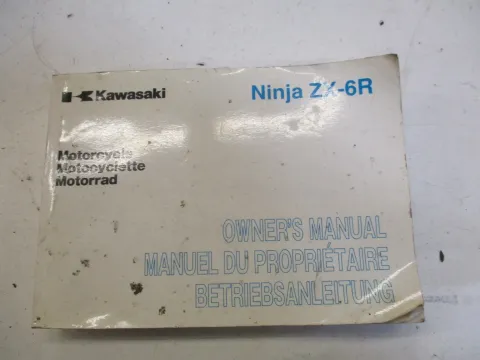 Kawasaki
Ninja ZX-6R
Motorcycle
Motocyclette
Motorrad
OWNER'S MANUAL
MANUEL DU PROPRIÉTAIRE
BETRIEBSANLEITUNG